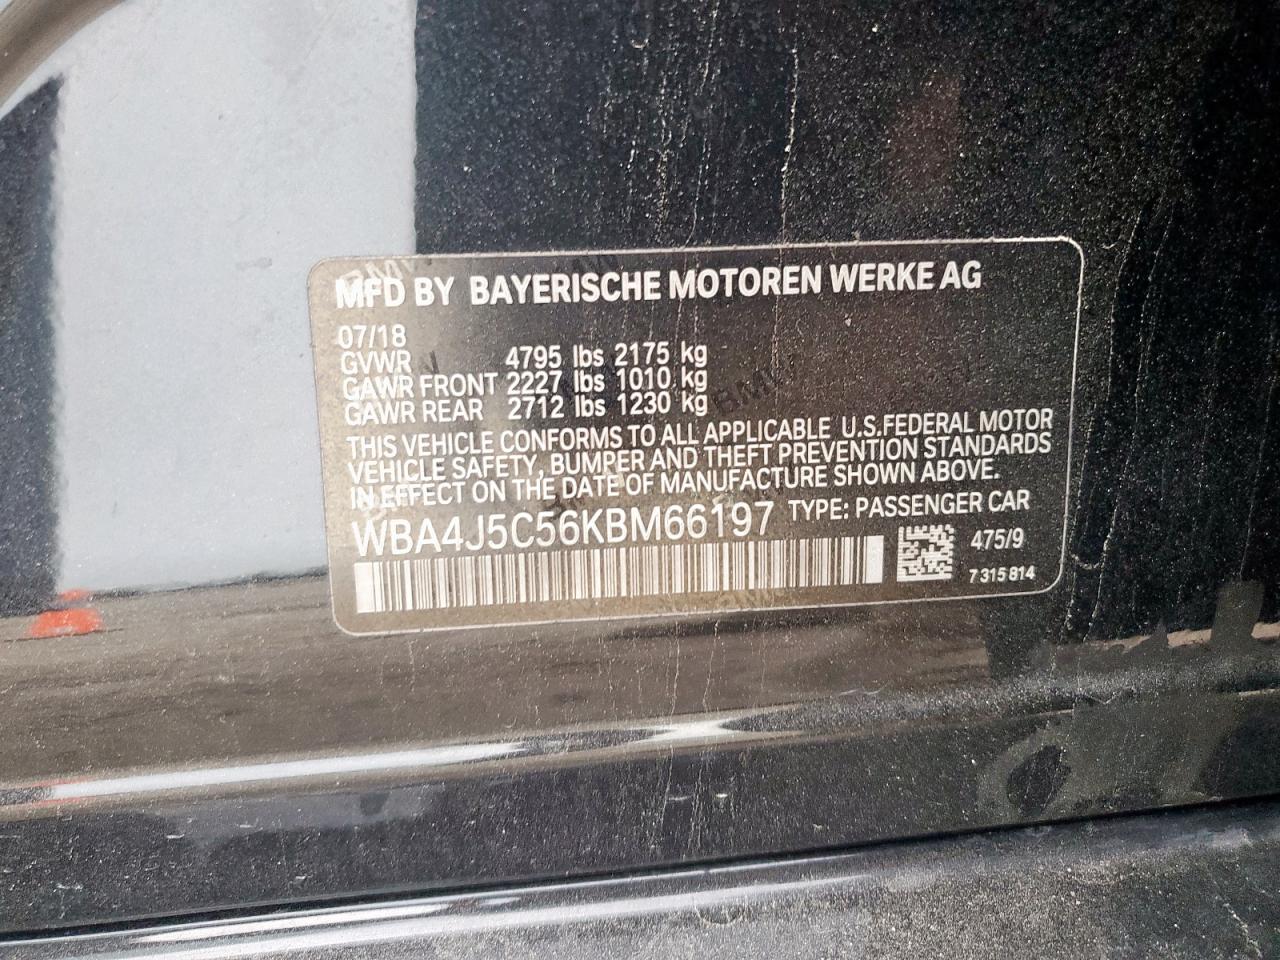 MFD BY BAYERISCHE MOTOREN WERKE AG
07/18
GVWR 4795 lbs 2175 kg
GAWR FRONT 2227 lbs 1010 kg
GAWR REAR 2712 lbs 1230 kg
THIS VEHICLE CONFORMS TO ALL APPLICABLE U.S.FEDERAL MOTOR
VEHICLE SAFETY, BUMPER AND THEFT PREVENTION STANDARDS
IN EFFECT ON THE DATE OF MANUFACTURE SHOWN ABOVE.
WBA4J5C56KBM66197 TYPE: PASSENGER CAR
475/9
7 315 814